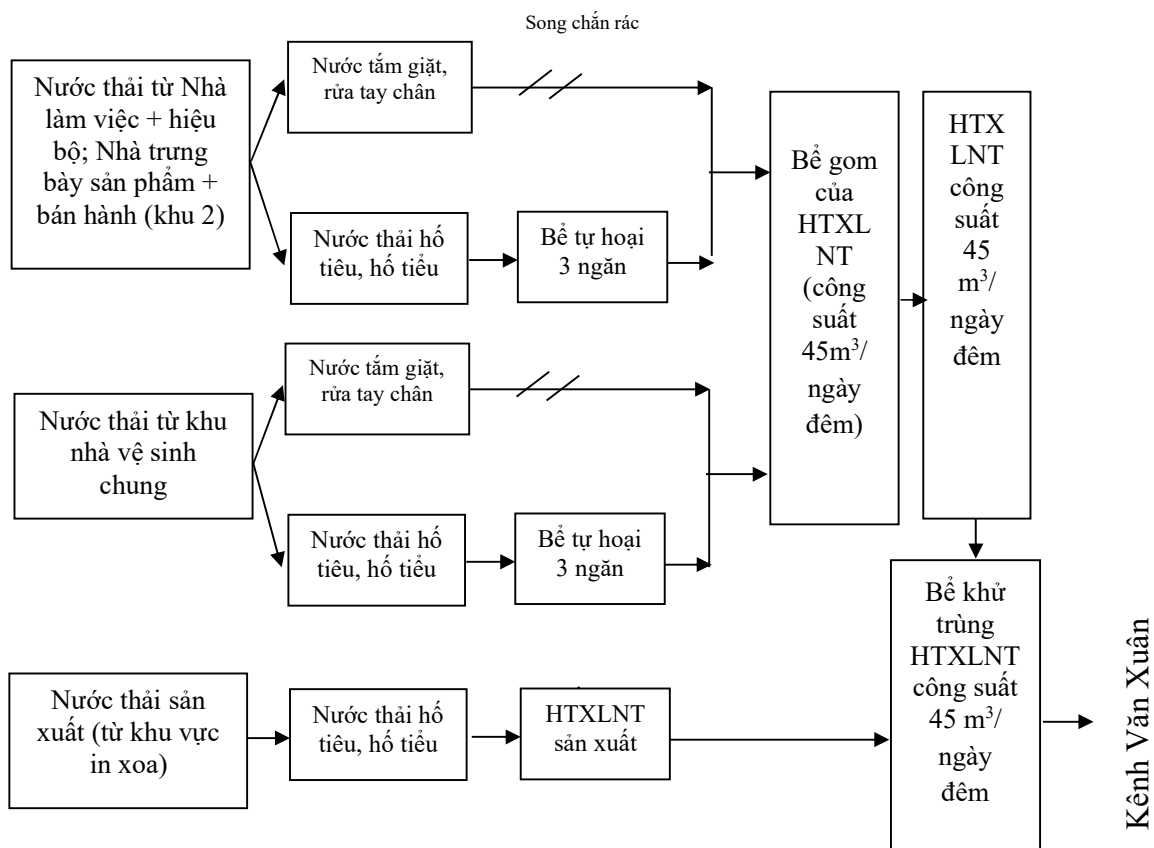 Song chắn rác
Nước thải từ Nhà
làm việc + hiệu
bộ; Nhà trưng
bày sản phẩm +
bán hành (khu 2)
Nước tắm giặt,
rửa tay chân
Nước thải hố
tiêu, hố tiểu
Bể tự hoại
3 ngăn
Bể gom
của
HTXL
NT
(công
suất
45m³/
ngày
đêm)
HTX
LNT
công
suất
45
m³/
ngày
đêm
Nước thải từ khu
nhà vệ sinh
chung
Nước tắm giặt,
rửa tay chân
Nước thải hố
tiêu, hố tiểu
Bể tự hoại
3 ngăn
Nước thải sản
xuất (từ khu vực
in xoa)
Nước thải hố
tiêu, hố tiểu
HTXLNT
sản xuất
Bể khử
trùng
HTXLNT
công suất
45 m³/
ngày
đêm
Kênh Văn Xuân